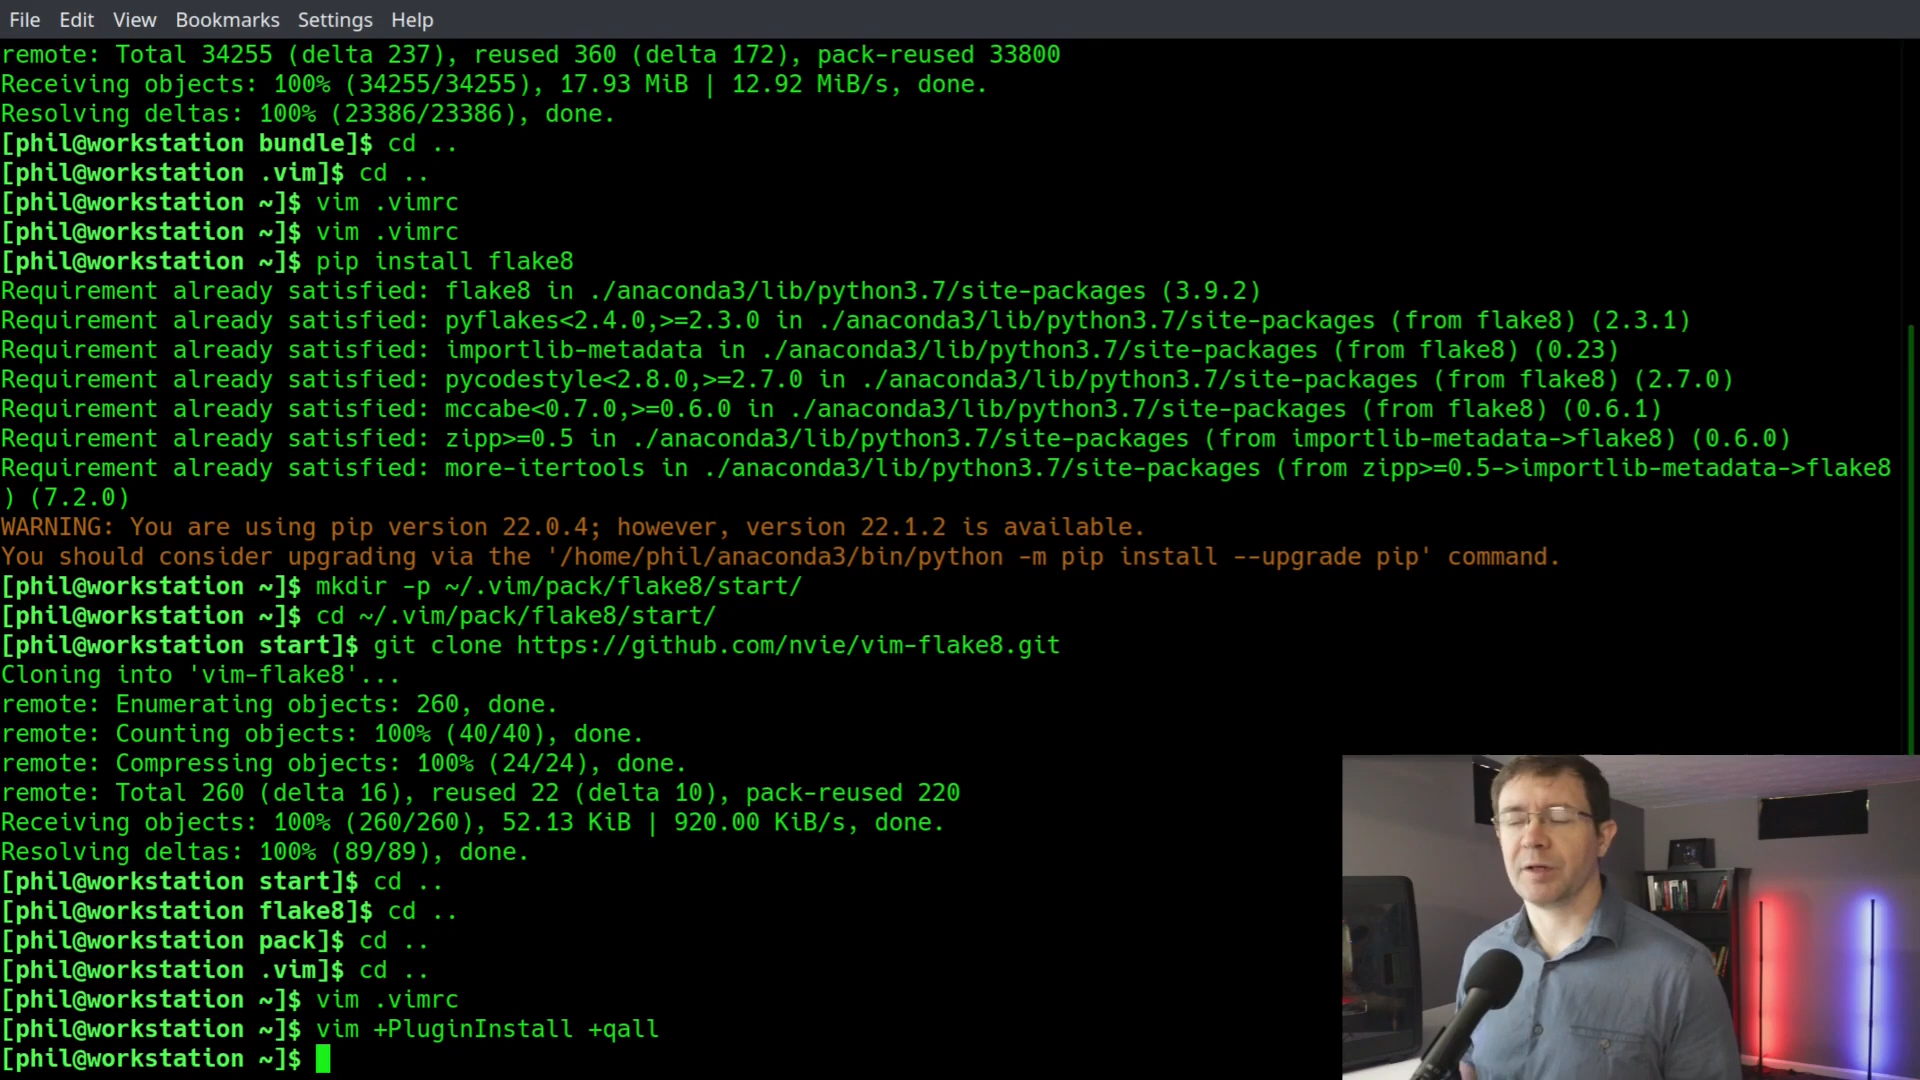 File Edit View Bookmarks Settings Help
remote: Total 34255 (delta 237), reused 360 (delta 172), pack-reused 33800
Receiving objects: 100% (34255/34255), 17.93 MiB | 12.92 MiB/s, done.
Resolving deltas: 100% (23386/23386), done.
[phil@workstation bundle]$ cd ..
[phil@workstation .vim]$ cd ..
[phil@workstation ~]$ vim .vimrc
[phil@workstation ~]$ vim .vimrc
[phil@workstation ~]$ pip install flake8
Requirement already satisfied: flake8 in ./anaconda3/lib/python3.7/site-packages (3.9.2)
Requirement already satisfied: pyflakes<2.4.0,>=2.3.0 in ./anaconda3/lib/python3.7/site-packages (from flake8) (2.3.1)
Requirement already satisfied: importlib-metadata in ./anaconda3/lib/python3.7/site-packages (from flake8) (0.23)
Requirement already satisfied: pycodestyle<2.8.0,>=2.7.0 in ./anaconda3/lib/python3.7/site-packages (from flake8) (2.7.0)
Requirement already satisfied: mccabe<0.7.0,>=0.6.0 in ./anaconda3/lib/python3.7/site-packages (from flake8) (0.6.1)
Requirement already satisfied: zipp>=0.5 in ./anaconda3/lib/python3.7/site-packages (from importlib-metadata->flake8) (0.6.0)
Requirement already satisfied: more-itertools in ./anaconda3/lib/python3.7/site-packages (from zipp>=0.5->importlib-metadata->flake8
) (7.2.0)
WARNING: You are using pip version 22.0.4; however, version 22.1.2 is available.
You should consider upgrading via the '/home/phil/anaconda3/bin/python -m pip install --upgrade pip' command.
[phil@workstation ~]$ mkdir -p ~/.vim/pack/flake8/start/
[phil@workstation ~]$ cd ~/.vim/pack/flake8/start/
[phil@workstation start]$ git clone https://github.com/nvie/vim-flake8.git
Cloning into 'vim-flake8'...
remote: Enumerating objects: 260, done.
remote: Counting objects: 100% (40/40), done.
remote: Compressing objects: 100% (24/24), done.
remote: Total 260 (delta 16), reused 22 (delta 10), pack-reused 220
Receiving objects: 100% (260/260), 52.13 KiB | 920.00 KiB/s, done.
Resolving deltas: 100% (89/89), done.
[phil@workstation start]$ cd ..
[phil@workstation flake8]$ cd ..
[phil@workstation pack]$ cd ..
[phil@workstation .vim]$ cd ..
[phil@workstation ~]$ vim .vimrc
[phil@workstation ~]$ vim +PluginInstall +qall
[phil@workstation ~]$